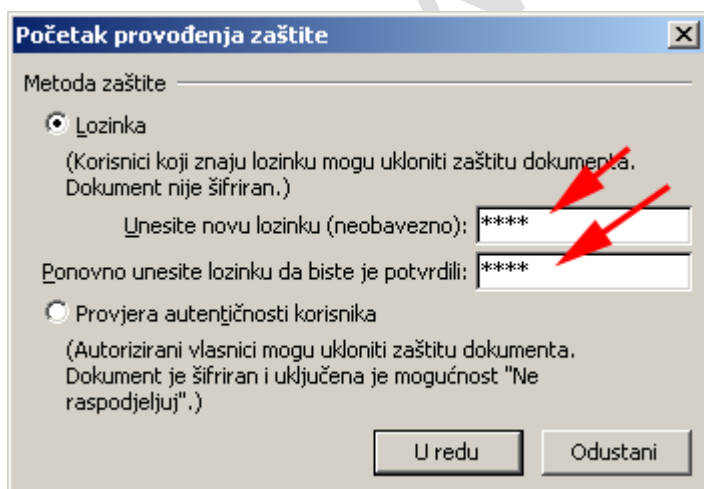 Početak provođenja zaštite
Metoda zaštite
Lozinka
(Korisnici koji znaju lozinku mogu ukloniti zaštitu dokumenta.
Dokument nije šifriran.)
Unesite novu lozinku (neobavezno): ****
Ponovno unesite lozinku da biste je potvrdili: ****
Provjera autentičnosti korisnika
(Autorizirani vlasnici mogu ukloniti zaštitu dokumenta.
Dokument je šifriran i uključena je mogućnost "Ne
raspodjeljuj".)
U redu Odustani